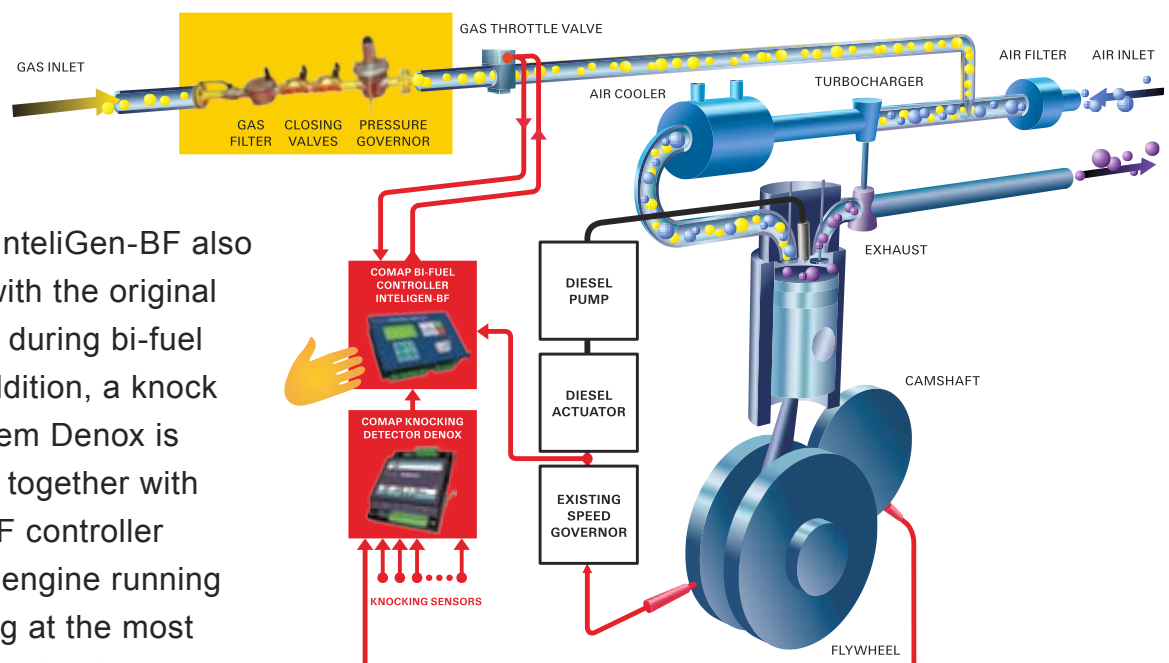 GAS INLET
GAS THROTTLE VALVE
AIR FILTER
AIR INLET
TURBOCHARGER
AIR COOLER
GAS
FILTER
CLOSING
VALVES
PRESSURE
GOVERNOR
EXHAUST
COMAP BI-FUEL
CONTROLLER
INTELIGEN-BF
DIESEL
PUMP
DIESEL
ACTUATOR
CAMSHAFT
COMAP KNOCKING
DETECTOR DENOX
EXISTING
SPEED
GOVERNOR
KNOCKING SENSORS
FLYWHEEL
nteliGen-BF also
with the original
during bi-fuel
ddition, a knock
em Denox is
together with
F controller
engine running
g at the most